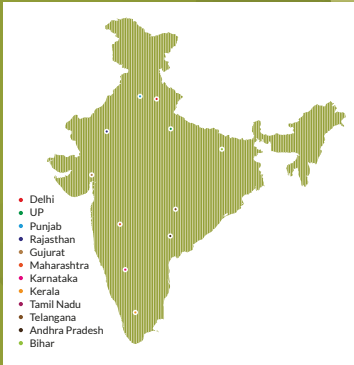 Delhi
UP
Punjab
Rajasthan
Gujurat
Maharashtra
Karnataka
Kerala
Tamil Nadu
Telangana
Andhra Pradesh
Bihar